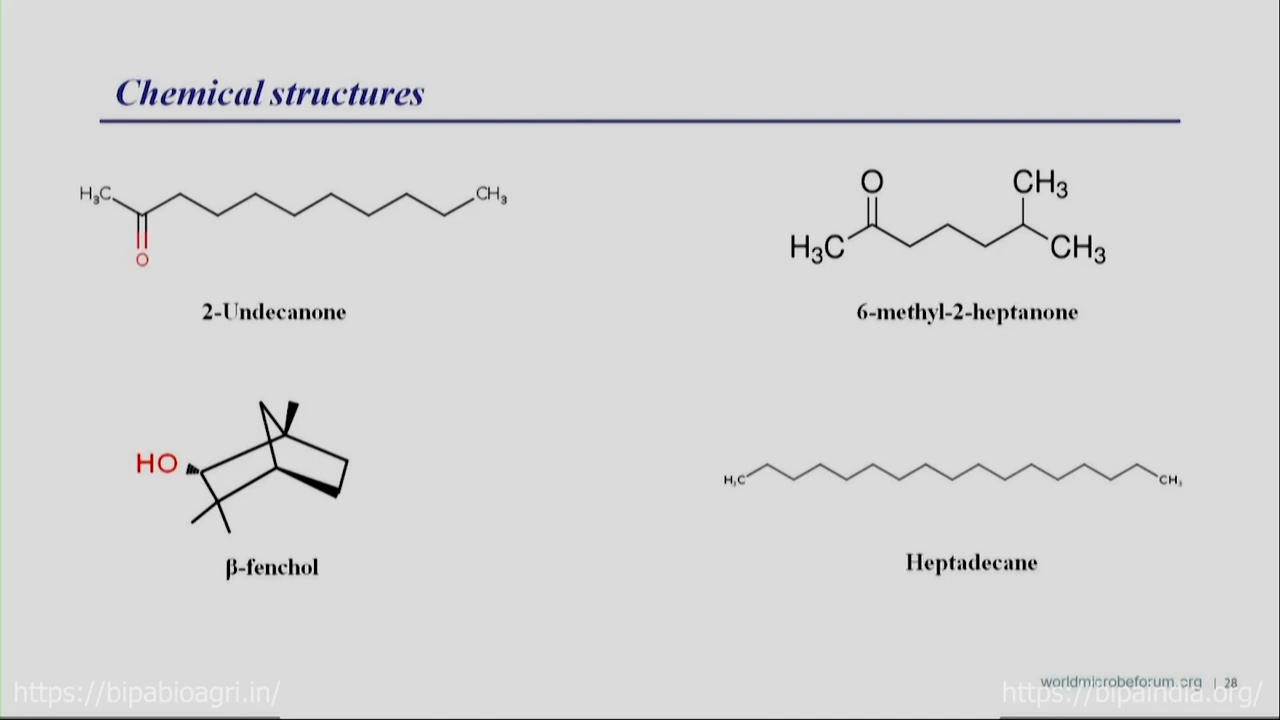 Chemical structures
H₃C
CH₃
O
2-Undecanone
O
CH₃
H₃C
CH₃
6-methyl-2-heptanone
HO
β-fenchol
H₃C
CH₃
Heptadecane
https://bipabioagri.in/
worldmicrobeforum.org | 28
https://bipaindia.org/